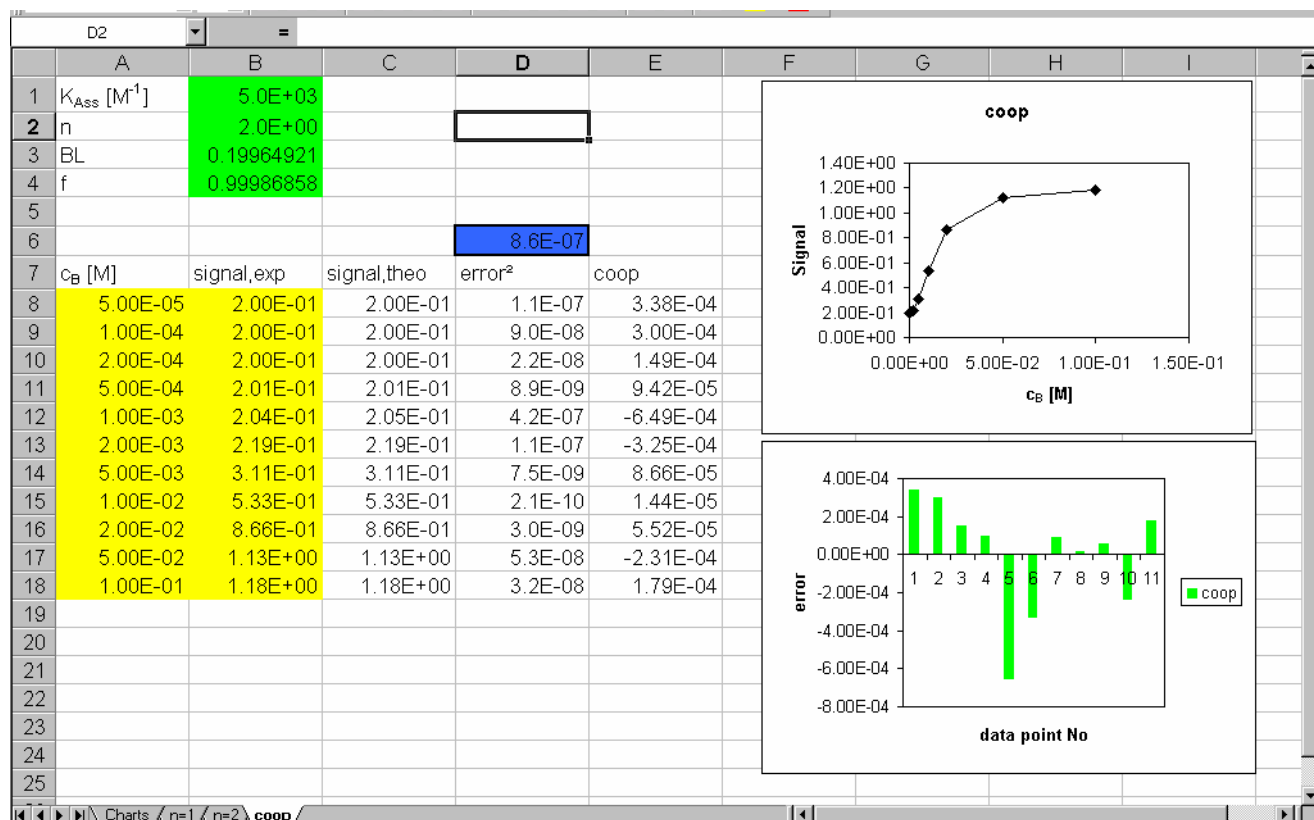 D2 =
A B C D E F G H I
1 K_Ass [M⁻¹] 5.0E+03
2 n 2.0E+00
3 BL 0.19964921
4 f 0.99986858
5
6 8.6E-07
7 c_B [M] signal,exp signal,theo error² coop
8 5.00E-05 2.00E-01 2.00E-01 1.1E-07 3.38E-04
9 1.00E-04 2.00E-01 2.00E-01 9.0E-08 3.00E-04
10 2.00E-04 2.00E-01 2.00E-01 2.2E-08 1.49E-04
11 5.00E-04 2.01E-01 2.01E-01 8.9E-09 9.42E-05
12 1.00E-03 2.04E-01 2.05E-01 4.2E-07 -6.49E-04
13 2.00E-03 2.19E-01 2.19E-01 1.1E-07 -3.25E-04
14 5.00E-03 3.11E-01 3.11E-01 7.5E-09 8.66E-05
15 1.00E-02 5.33E-01 5.33E-01 2.1E-10 1.44E-05
16 2.00E-02 8.66E-01 8.66E-01 3.0E-09 5.52E-05
17 5.00E-02 1.13E+00 1.13E+00 5.3E-08 -2.31E-04
18 1.00E-01 1.18E+00 1.18E+00 3.2E-08 1.79E-04
19
20
21
22
23
24
25
coop
Signal
1.40E+00
1.20E+00
1.00E+00
8.00E-01
6.00E-01
4.00E-01
2.00E-01
0.00E+00
0.00E+00 5.00E-02 1.00E-01 1.50E-01
c_B [M]
error
4.00E-04
2.00E-04
0.00E+00
1 2 3 4 5 6 7 8 9 10 11
-2.00E-04
-4.00E-04
-6.00E-04
-8.00E-04
coop
data point No
Charts n=1 n=2 coop